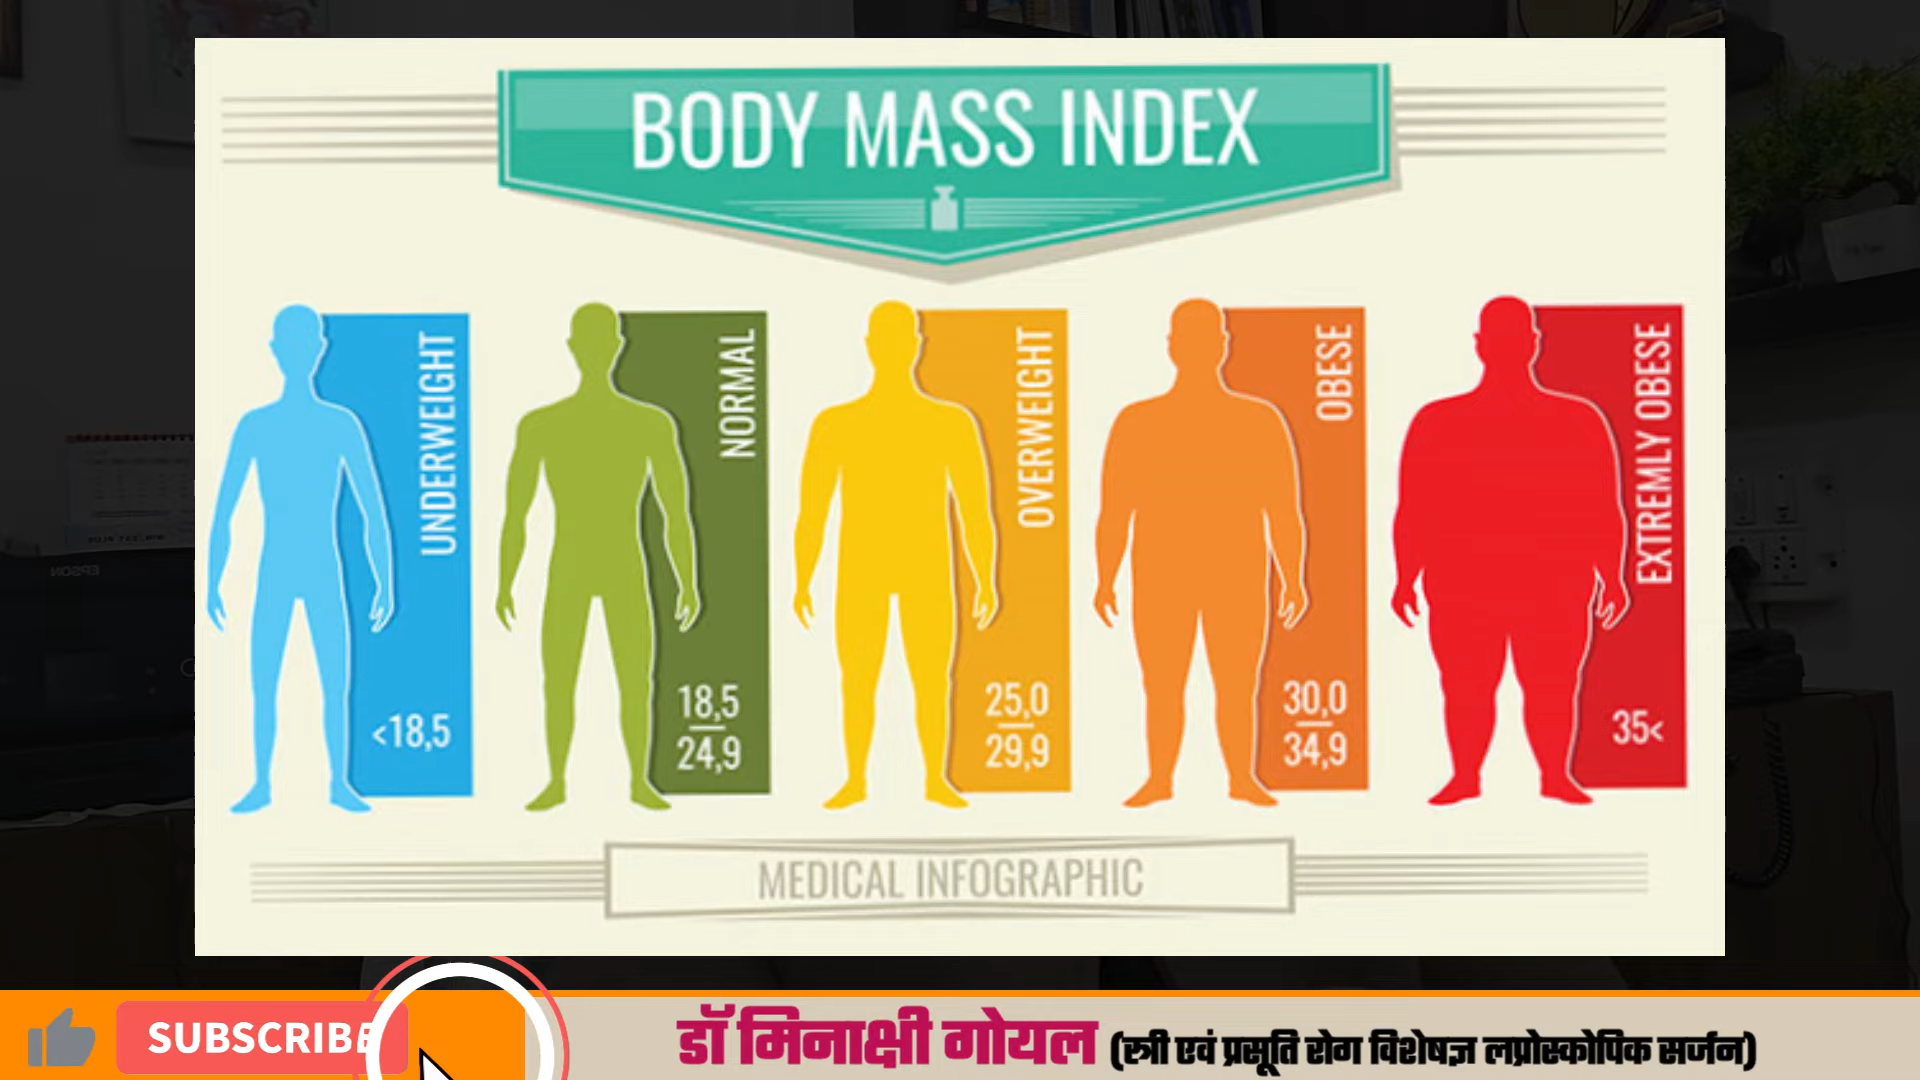 BODY MASS INDEX
UNDERWEIGHT
<18,5
NORMAL
18,5
24,9
OVERWEIGHT
25,0
29,9
OBESE
30,0
34,9
EXTREMLY OBESE
35<
MEDICAL INFOGRAPHIC
EPSON
SUBSCRIBE
डॉ मिनाक्षी गोयल (स्त्री एवं प्रसूति रोग विशेषज्ञ लप्रोस्कोपिक सर्जन)